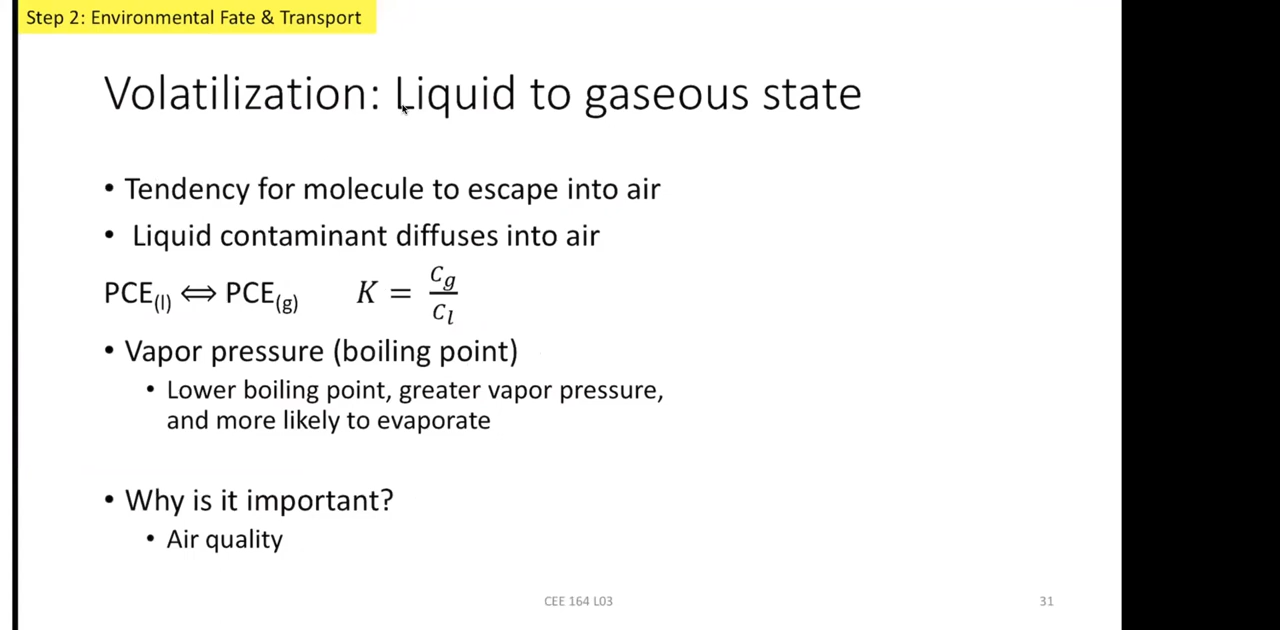 Step 2: Environmental Fate & Transport
Volatilization: Liquid to gaseous state
• Tendency for molecule to escape into air
• Liquid contaminant diffuses into air
PCE(l) ⇔ PCE(g) K = Cg/Cl
• Vapor pressure (boiling point)
• Lower boiling point, greater vapor pressure,
and more likely to evaporate
• Why is it important?
• Air quality
CEE 164 L03
31